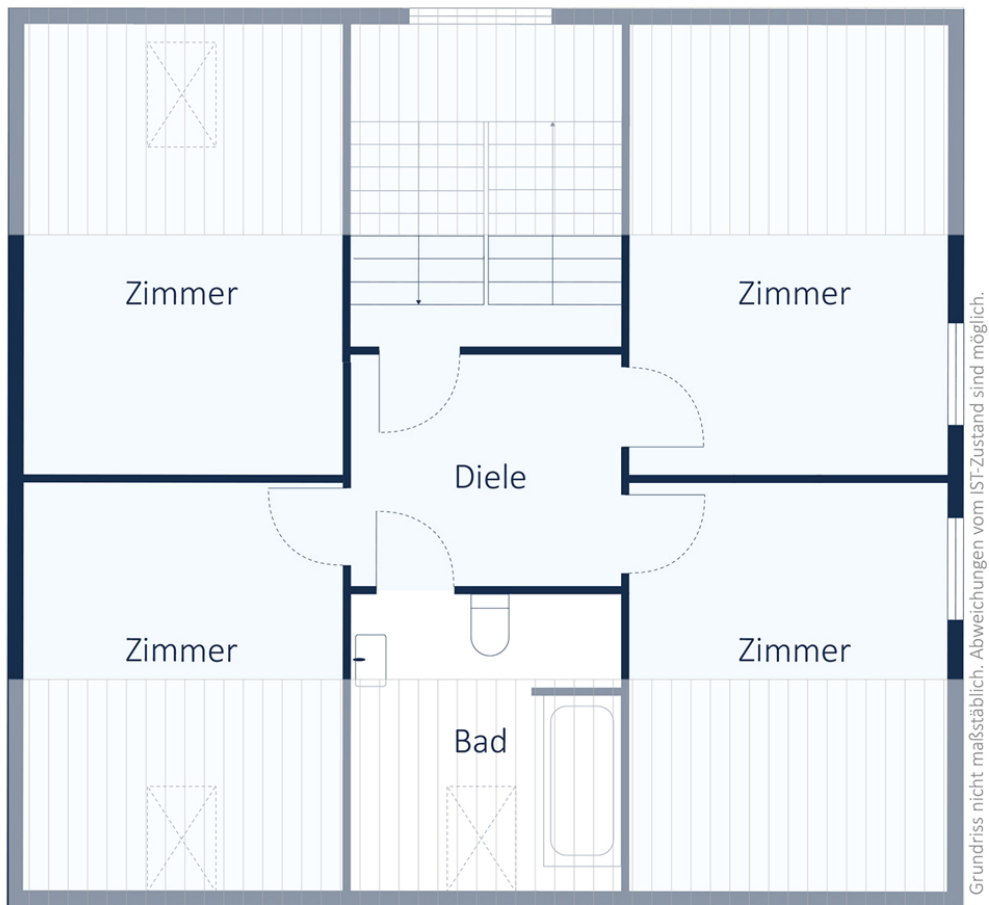 Zimmer
Zimmer
Diele
Zimmer
Zimmer
Bad
Grundriss nicht maßstäblich. Abweichungen vom IST-Zustand sind möglich.